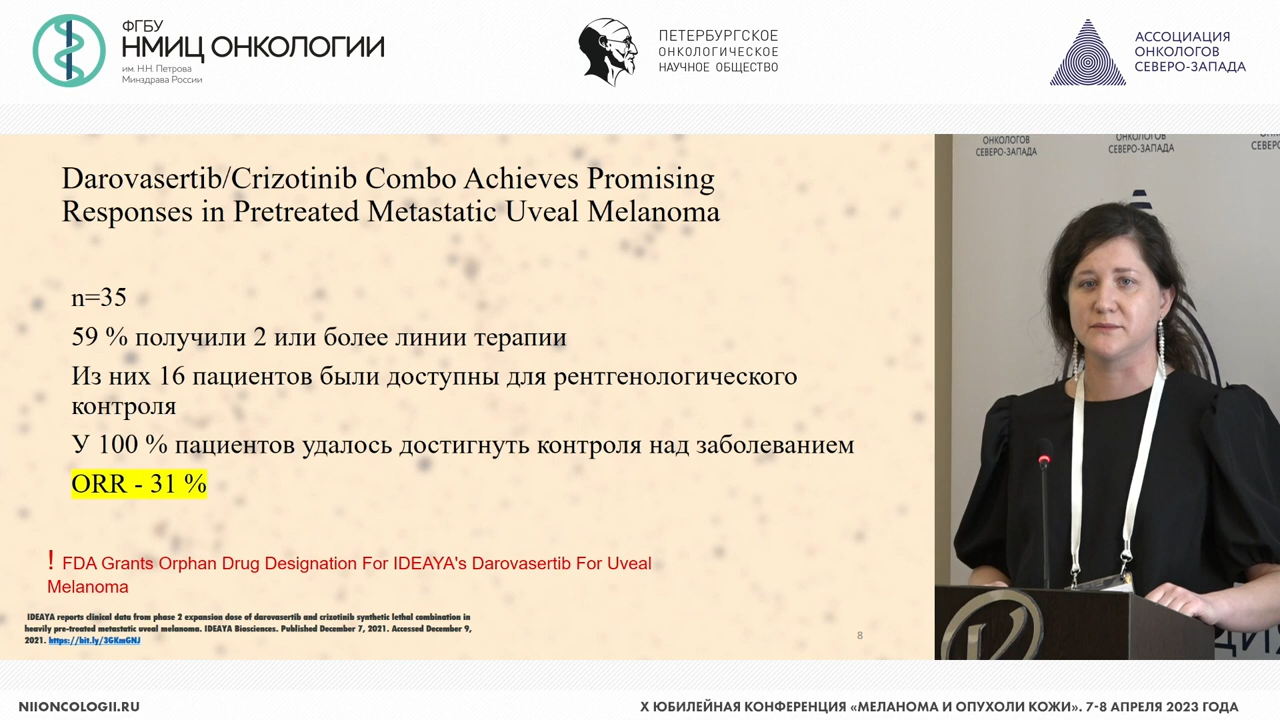 ФГБУ
НМИЦ ОНКОЛОГИИ
им. Н.Н. Петрова
Минздрава России
ПЕТЕРБУРГСКОЕ
ОНКОЛОГИЧЕСКОЕ
НАУЧНОЕ ОБЩЕСТВО
АССОЦИАЦИЯ
ОНКОЛОГОВ
СЕВЕРО-ЗАПАДА
Darovasertib/Crizotinib Combo Achieves Promising
Responses in Pretreated Metastatic Uveal Melanoma
n=35
59 % получили 2 или более линии терапии
Из них 16 пациентов были доступны для рентгенологического
контроля
У 100 % пациентов удалось достигнуть контроля над заболеванием
ORR - 31 %
! FDA Grants Orphan Drug Designation For IDEAYA's Darovasertib For Uveal
Melanoma
IDEAYA reports clinical data from phase 2 expansion dose of darovasertib and crizotinib synthetic lethal combination in
heavily pre-treated metastatic uveal melanoma. IDEAYA Biosciences. Published December 7, 2021. Accessed December 9,
2021. https://bit.ly/3GKmGNJ
8
ОНКОЛОГОВ
СЕВЕРО-ЗАПАДА
ОНКОЛОГОВ
СЕВЕРО-ЗАПАДА
NIIONCOLOGII.RU
X ЮБИЛЕЙНАЯ КОНФЕРЕНЦИЯ «МЕЛАНОМА И ОПУХОЛИ КОЖИ». 7-8 АПРЕЛЯ 2023 ГОДА